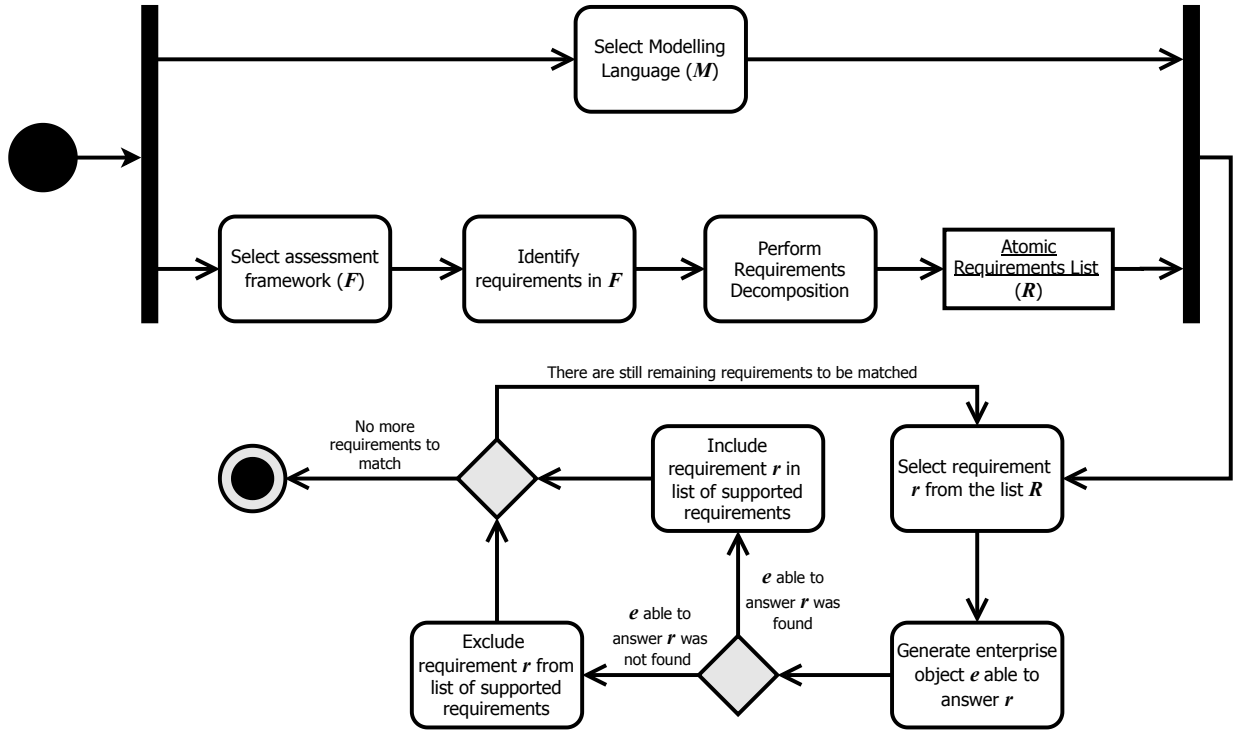 Select Modelling
Language (M)
Select assessment
framework (F)
Identify
requirements in F
Perform
Requirements
Decomposition
Atomic
Requirements List
(R)
There are still remaining requirements to be matched
No more
requirements to
match
Include
requirement r in
list of supported
requirements
Select requirement
r from the list R
e able to
answer r was
found
e able to
answer r was
not found
Exclude
requirement r from
list of supported
requirements
Generate enterprise
object e able to
answer r